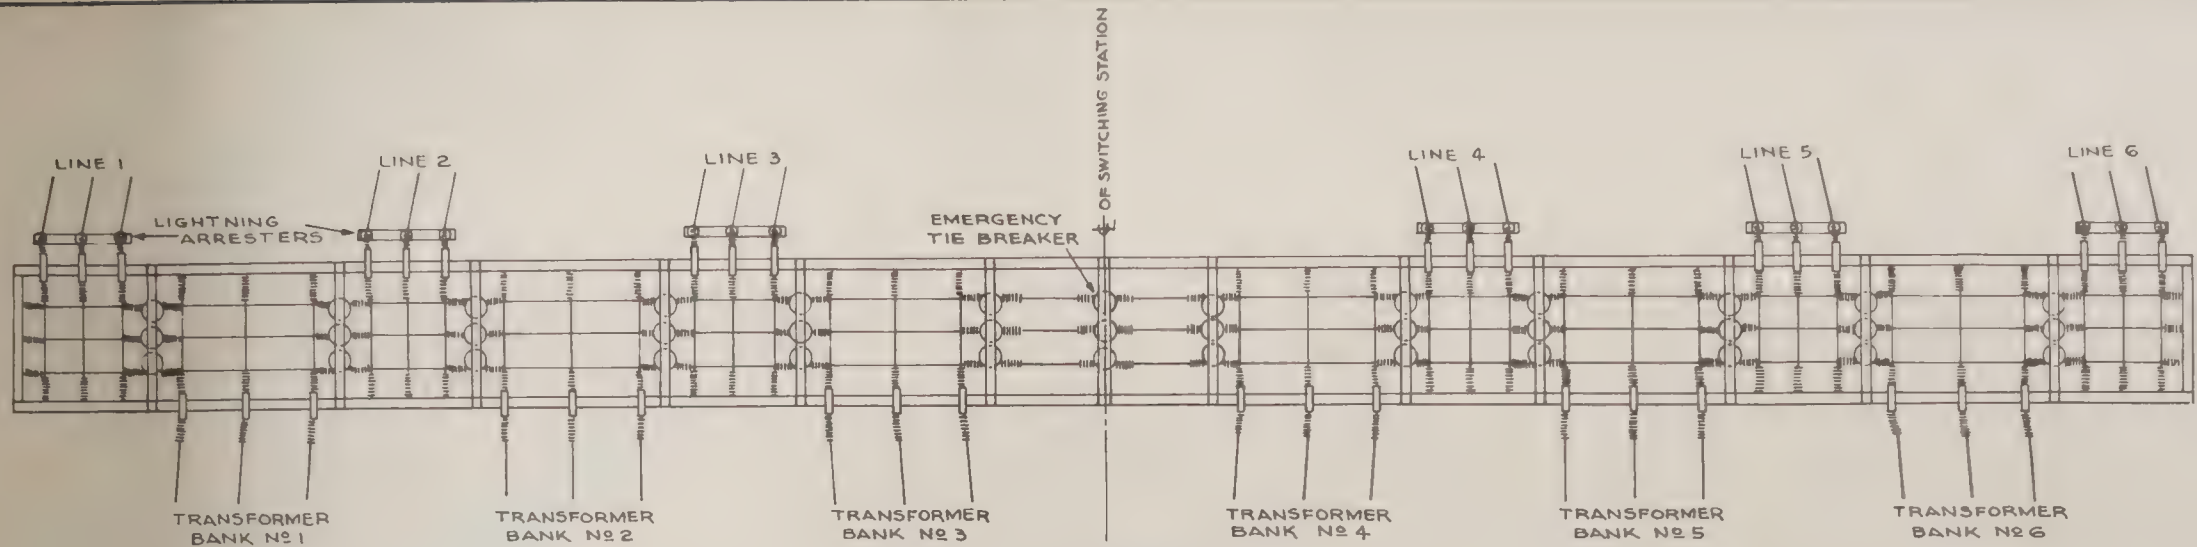 ℄ OF SWITCHING STATION
LINE 1
LINE 2
LINE 3
LINE 4
LINE 5
LINE 6
LIGHTNING
ARRESTERS
EMERGENCY
TIE BREAKER
TRANSFORMER
BANK Nº 1
TRANSFORMER
BANK Nº 2
TRANSFORMER
BANK Nº 3
TRANSFORMER
BANK Nº 4
TRANSFORMER
BANK Nº 5
TRANSFORMER
BANK Nº 6